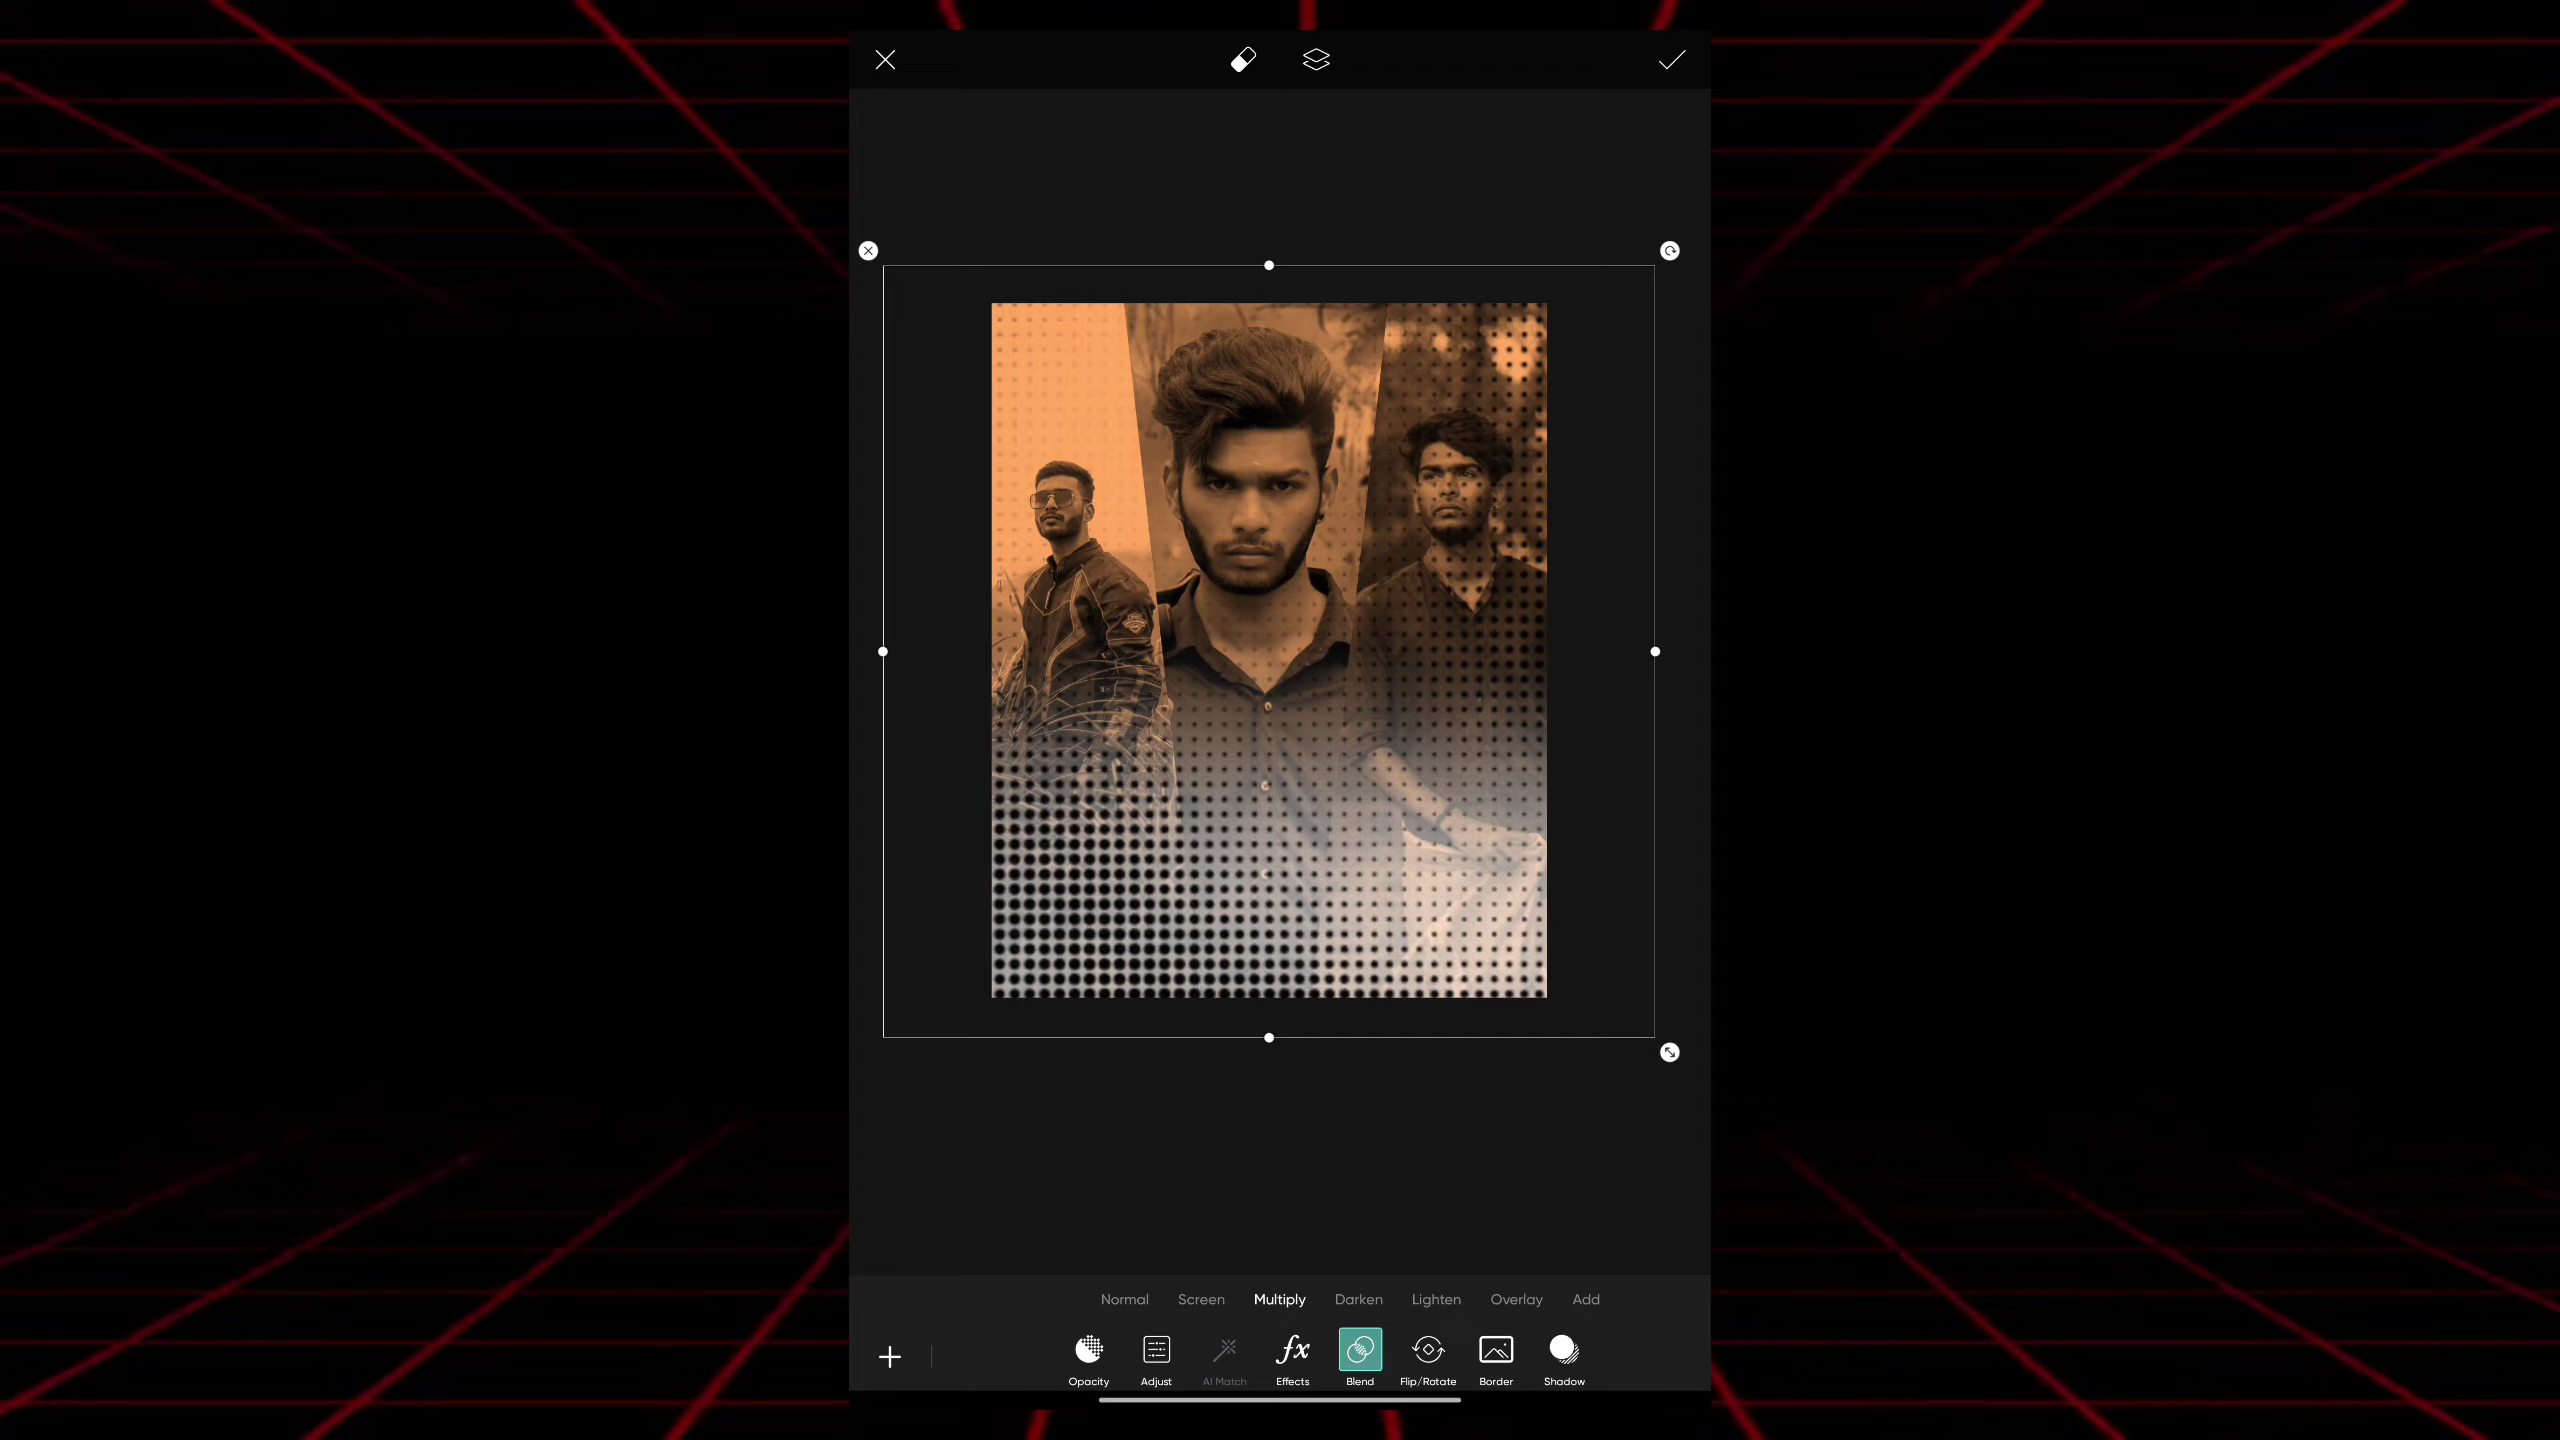 Normal Screen Multiply Darken Lighten Overlay Add
Opacity Adjust AI Match Effects Blend Flip/Rotate Border Shadow